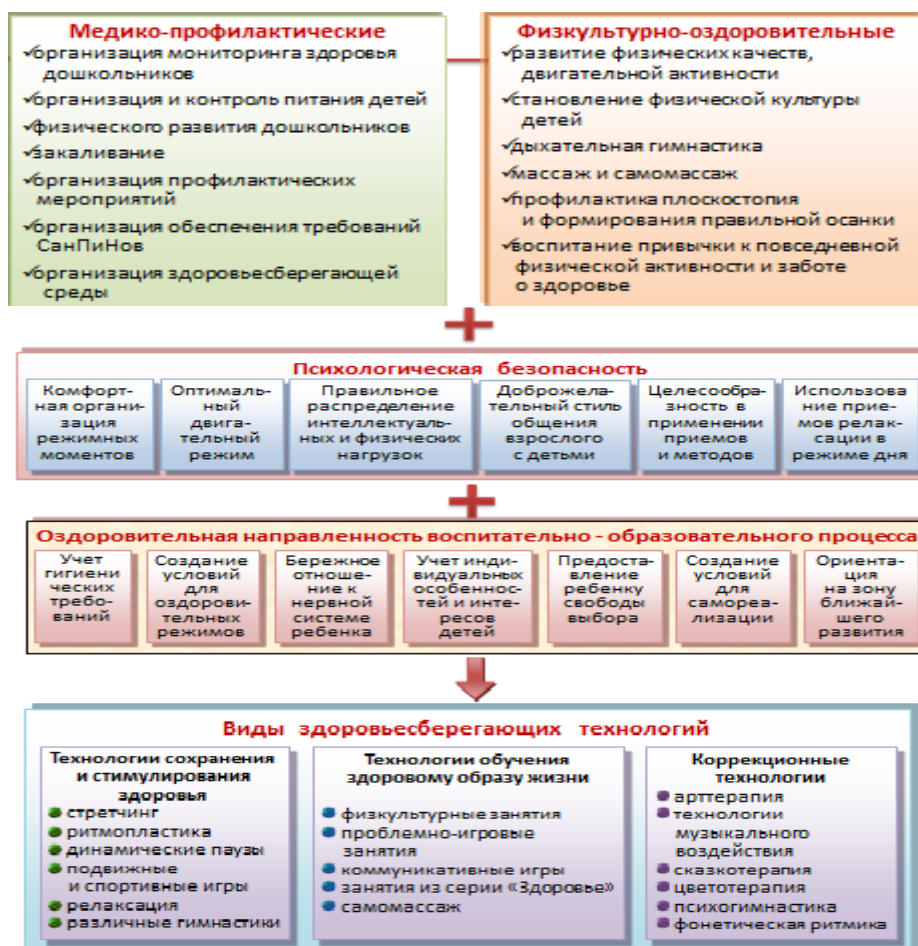 Медико-профилактические
✓организация мониторинга здоровья
дошкольников
✓организация и контроль питания детей
✓физического развития дошкольников
✓закаливание
✓организация профилактических
мероприятий
✓организация обеспечения требований
СанПиНов
✓организация здоровьесберегающей
среды
Физкультурно-оздоровительные
✓развитие физических качеств,
двигательной активности
✓становление физической культуры
детей
✓дыхательная гимнастика
✓массаж и самомассаж
✓профилактика плоскостопия
и формирования правильной осанки
✓воспитание привычки к повседневной
физической активности и заботе
о здоровье
+
Психологическая безопасность
Комфорт-
ная органи-
зация
режимных
моментов
Оптималь-
ный
двига-
тельный
режим
Правильное
распределение
интеллектуаль-
ных и физических
нагрузок
Доброжела-
тельный стиль
общения
взрослого
с детьми
Целесообра-
зность в
применении
приемов
и методов
Использова
ние прие-
мов релак-
сации в
режиме дня
+
Оздоровительная направленность воспитательно - образовательного процесса
Учет
гигиени
ческих
требо-
ваний
Создание
условий для
оздорови-
тельных
режимов
Бережное
отноше-
ние к
нервной
системе
ребенка
Учет инди-
видуальных
особеннос-
тей и инте-
ресов
детей
Предоста-
вление
ребенку
свободы
выбора
Создание
условий
для
самореа-
лизации
Ориента-
ция
на зону
ближай-
шего
развития
Виды здоровьесберегающих технологий
Технологии сохранения
и стимулирования
здоровья
стретчинг
ритмопластика
динамические паузы
подвижные
и спортивные игры
релаксация
различные гимнастики
Технологии обучения
здоровому образу жизни
физкультурные занятия
проблемно-игровые
занятия
коммуникативные игры
занятия из серии «Здоровье»
самомассаж
Коррекционные
технологии
арттерапия
технологии
музыкального
воздействия
сказкотерапия
цветотерапия
психогимнастика
фонетическая ритмика